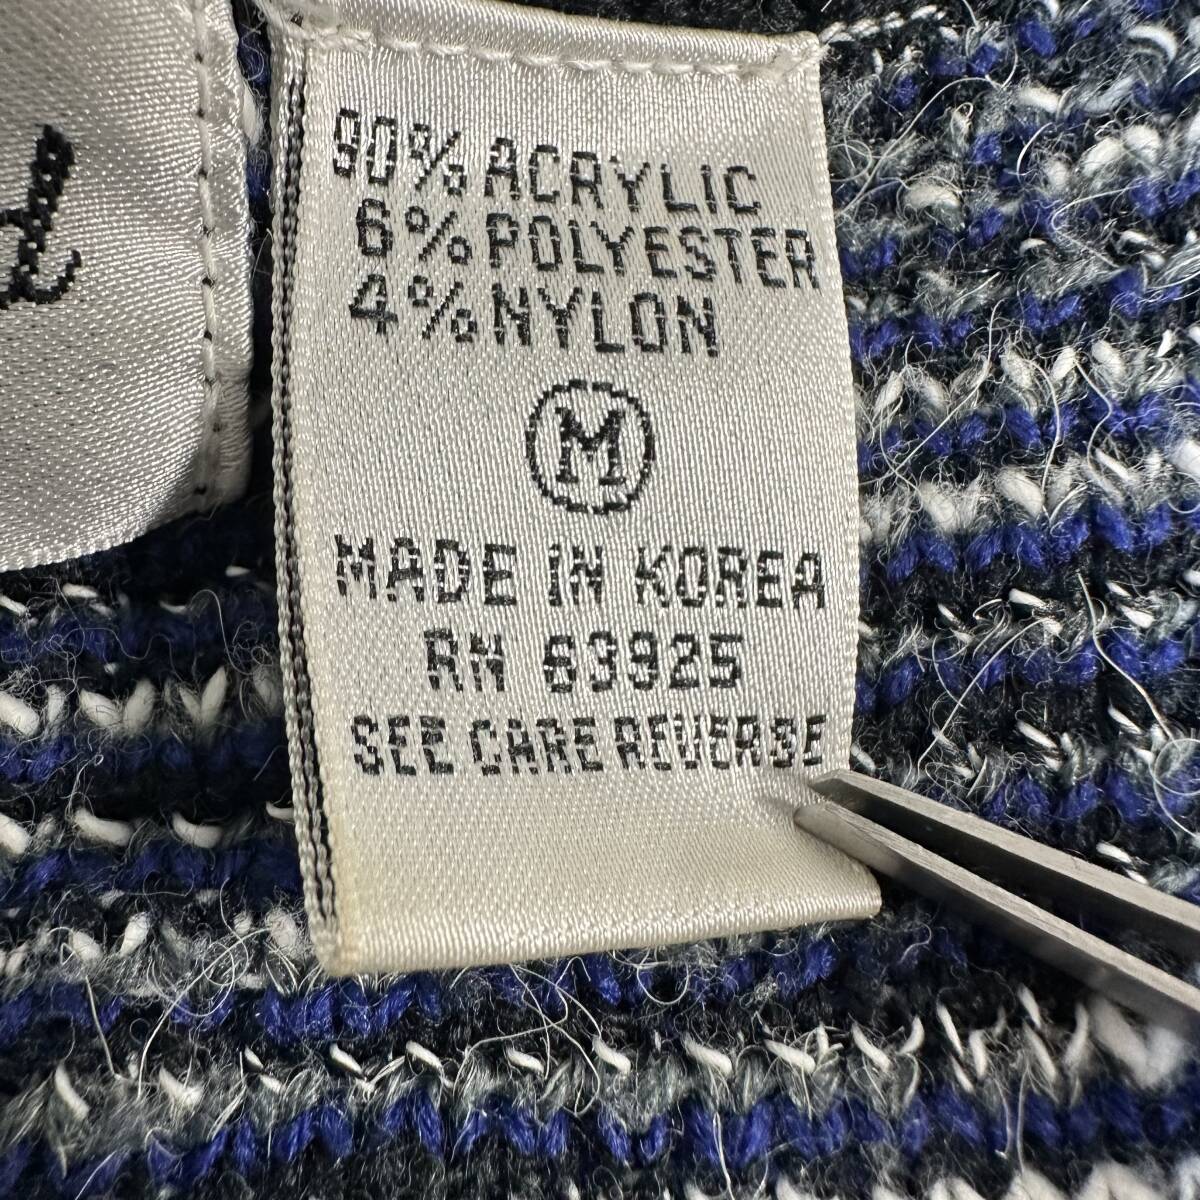 90% ACRYLIC
6% POLYESTER
4% NYLON
M
MADE IN KOREA
RN 63925
SEE CARE REVERSE